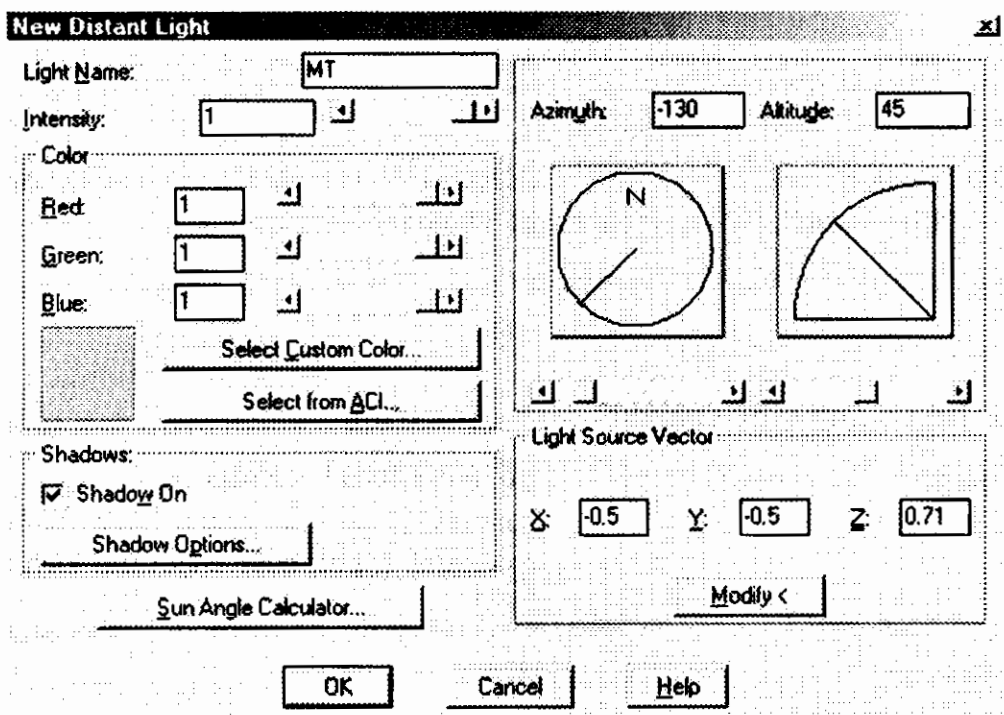 New Distant Light
Light Name: MT
Intensity: 1
Color
Red: 1
Green: 1
Blue: 1
Select Custom Color...
Select from ACI...
Shadows:
Shadow On
Shadow Options...
Sun Angle Calculator...
Azimuth: -130 Altitude: 45
N
Light Source Vector
X: -0.5 Y: -0.5 Z: 0.71
Modify <
OK Cancel Help